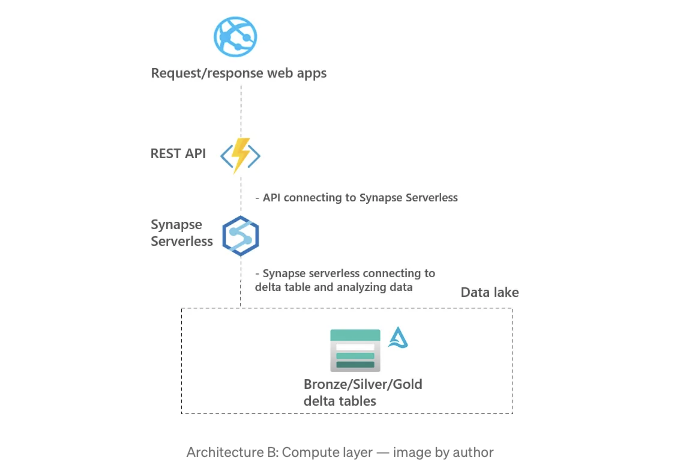 Request/response web apps
REST API
- API connecting to Synapse Serverless
Synapse
Serverless
- Synapse serverless connecting to
delta table and analyzing data
Data lake
Bronze/Silver/Gold
delta tables
Architecture B: Compute layer — image by author